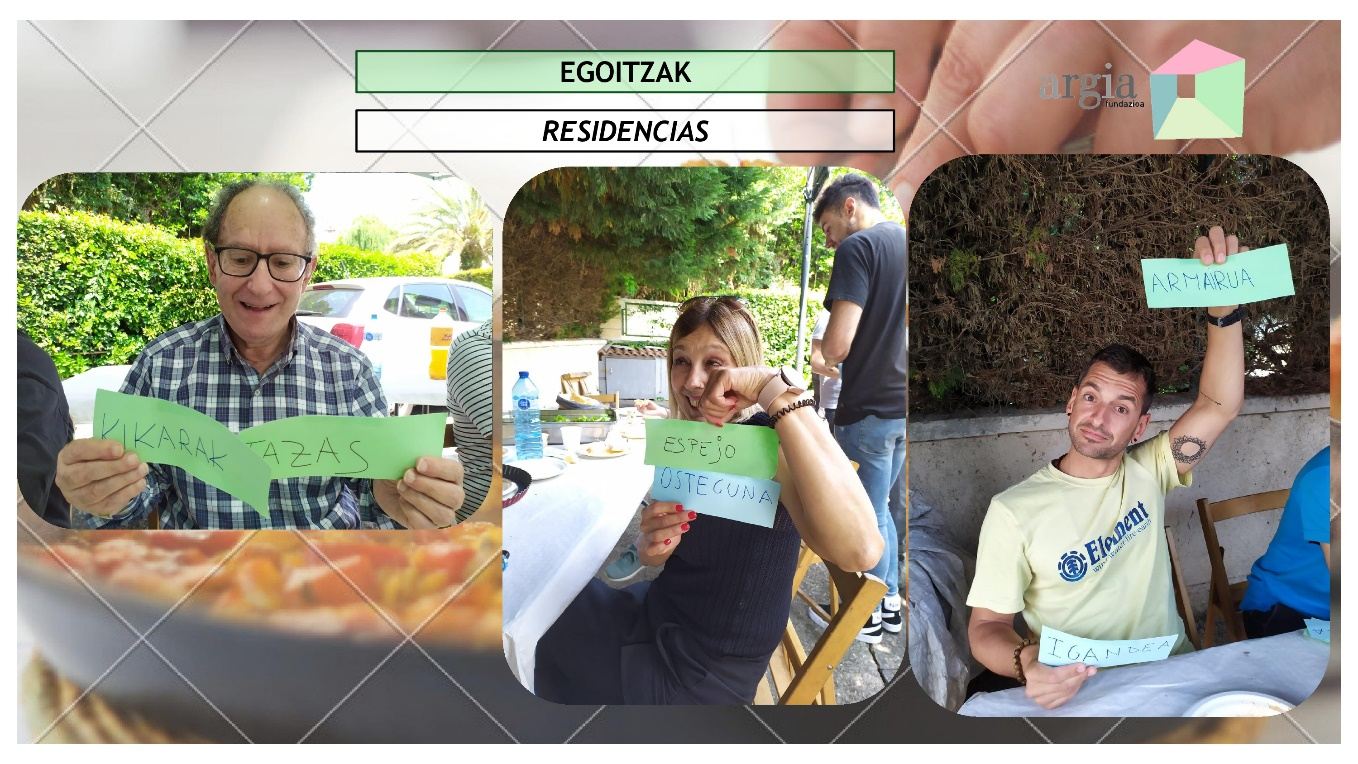 EGOITZAK
argia
fundazioa
RESIDENCIAS
KIKARAK
TAZAS
ESPEJO
OSTEGUNA
ARMARUA
Element
IGANDEA